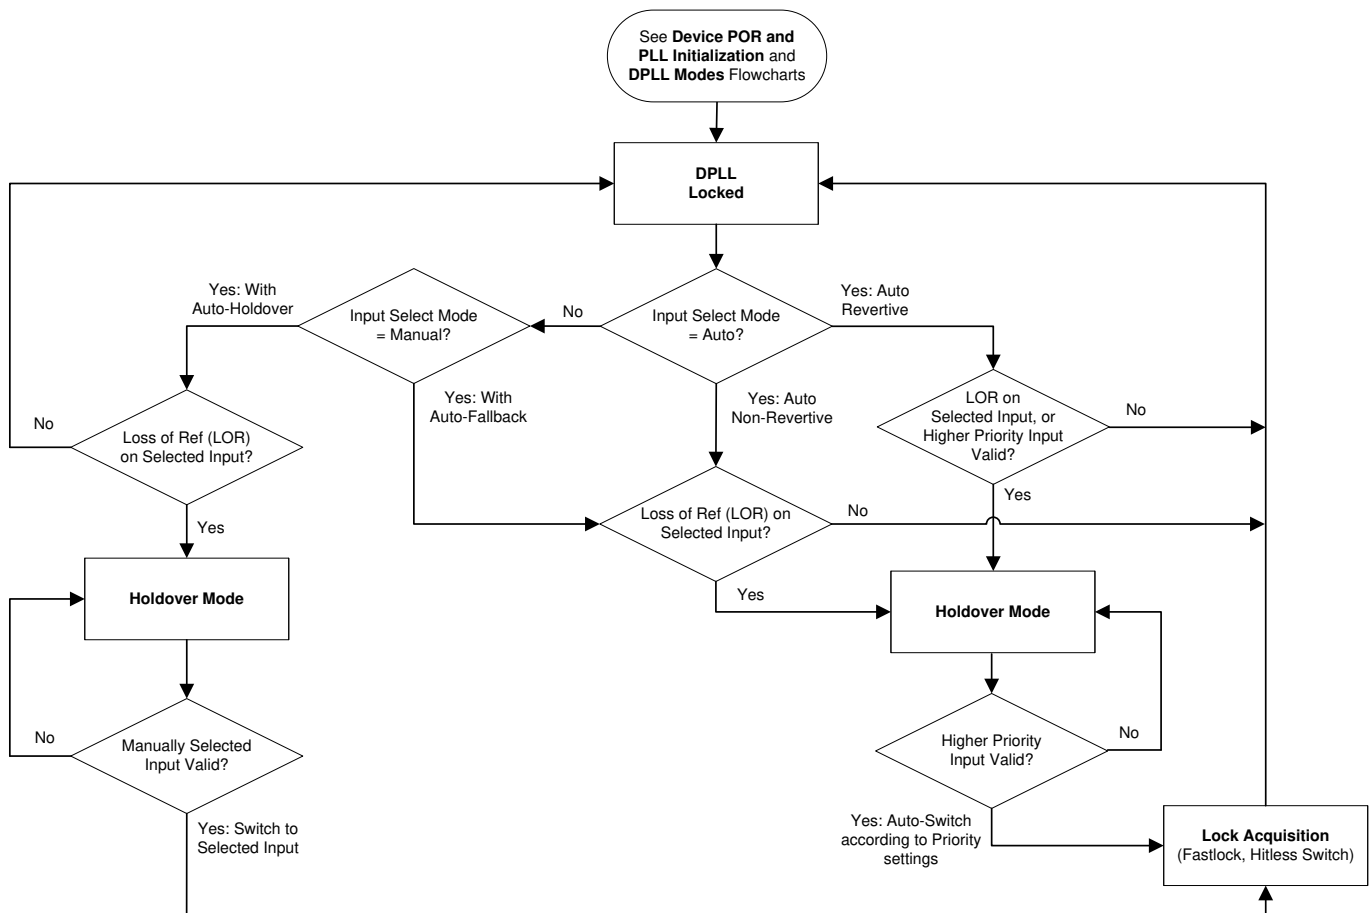 See Device POR and
PLL Initialization and
DPLL Modes Flowcharts
DPLL
Locked
Yes: With
Auto-Holdover
Input Select Mode
= Manual?
No
Input Select Mode
= Auto?
Yes: Auto
Revertive
Yes: With
Auto-Fallback
Yes: Auto
Non-Revertive
LOR on
Selected Input, or
Higher Priority Input
Valid?
No
No
Loss of Ref (LOR)
on Selected Input?
Yes
Loss of Ref (LOR) on
Selected Input?
No
Yes
Yes
Holdover Mode
Holdover Mode
No
Manually Selected
Input Valid?
Higher Priority
Input Valid?
No
Yes: Switch to
Selected Input
Yes: Auto-Switch
according to Priority
settings
Lock Acquisition
(Fastlock, Hitless Switch)